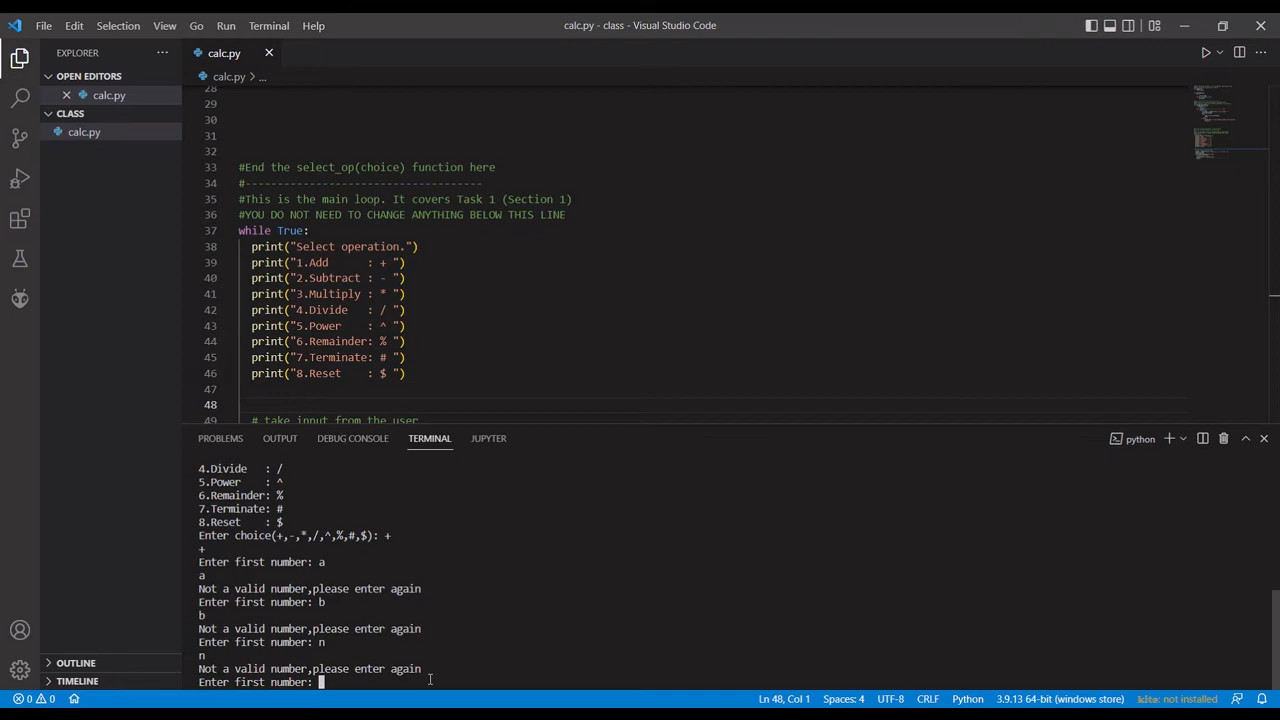 File Edit Selection View Go Run Terminal Help
calc.py - class - Visual Studio Code
EXPLORER
OPEN EDITORS
calc.py
CLASS
calc.py
calc.py
calc.py > ...
28
29
30
31
32
33 #End the select_op(choice) function here
34 #-------------------------------------
35 #This is the main loop. It covers Task 1 (Section 1)
36 #YOU DO NOT NEED TO CHANGE ANYTHING BELOW THIS LINE
37 while True:
38 print("Select operation.")
39 print("1.Add      : + ")
40 print("2.Subtract : - ")
41 print("3.Multiply : * ")
42 print("4.Divide   : / ")
43 print("5.Power    : ^ ")
44 print("6.Remainder: % ")
45 print("7.Terminate: # ")
46 print("8.Reset    : $ ")
47
48
49 # take input from the user
PROBLEMS OUTPUT DEBUG CONSOLE TERMINAL JUPYTER
python
4.Divide   : /
5.Power    : ^
6.Remainder: %
7.Terminate: #
8.Reset    : $
Enter choice(+,-,*,/,^,%,#,$): +
+
Enter first number: a
a
Not a valid number,please enter again
Enter first number: b
b
Not a valid number,please enter again
Enter first number: n
n
Not a valid number,please enter again
Enter first number:
OUTLINE
TIMELINE
0 0
Ln 48, Col 1 Spaces: 4 UTF-8 CRLF Python 3.9.13 64-bit (windows store) kite: not installed